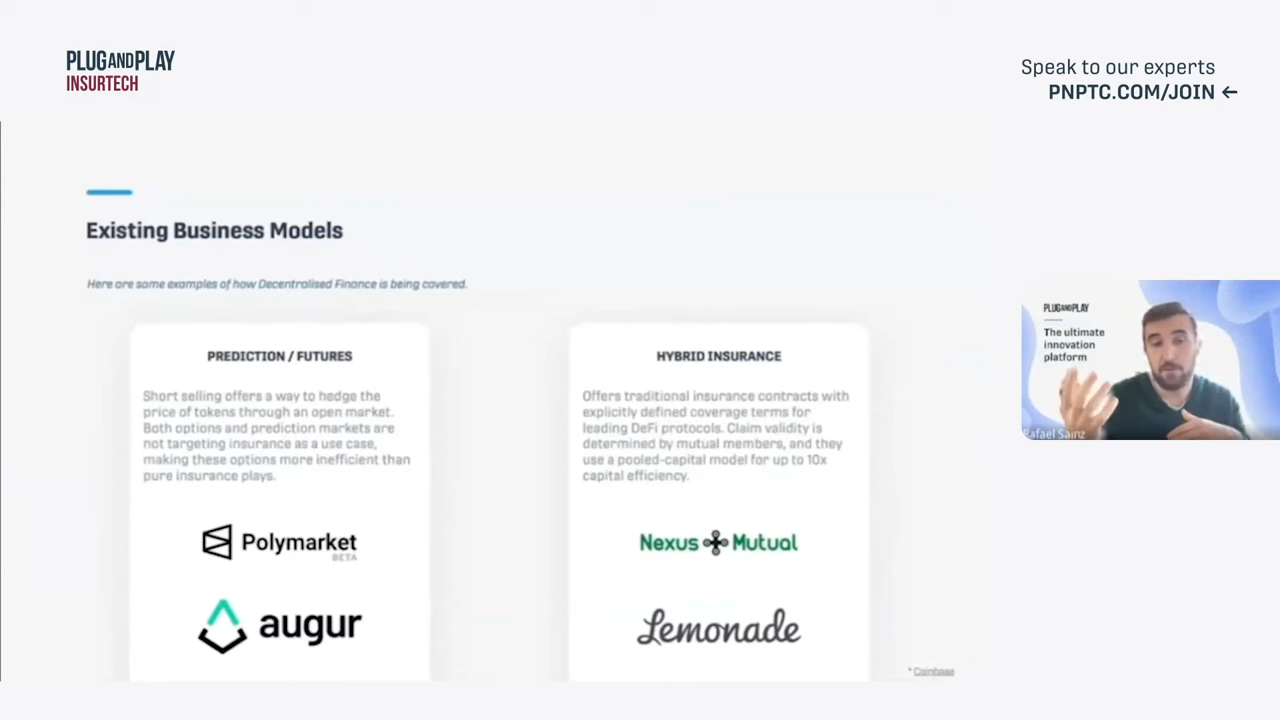 PLUGANDPLAY
INSURTECH
Speak to our experts
PNPTC.COM/JOIN ←
Existing Business Models
Here are some examples of how Decentralised Finance is being covered.
PREDICTION / FUTURES
Short selling offers a way to hedge the
price of tokens through an open market.
Both options and prediction markets are
not targeting insurance as a use case,
making these options more inefficient than
pure insurance plays.
Polymarket
BETA
augur
HYBRID INSURANCE
Offers traditional insurance contracts with
explicitly defined coverage terms for
leading DeFi protocols. Claim validity is
determined by mutual members, and they
use a pooled-capital model for up to 10x
capital efficiency.
Nexus Mutual
Lemonade
* Coinbase
PLUGANDPLAY
The ultimate
innovation
platform
Rafael Sainz